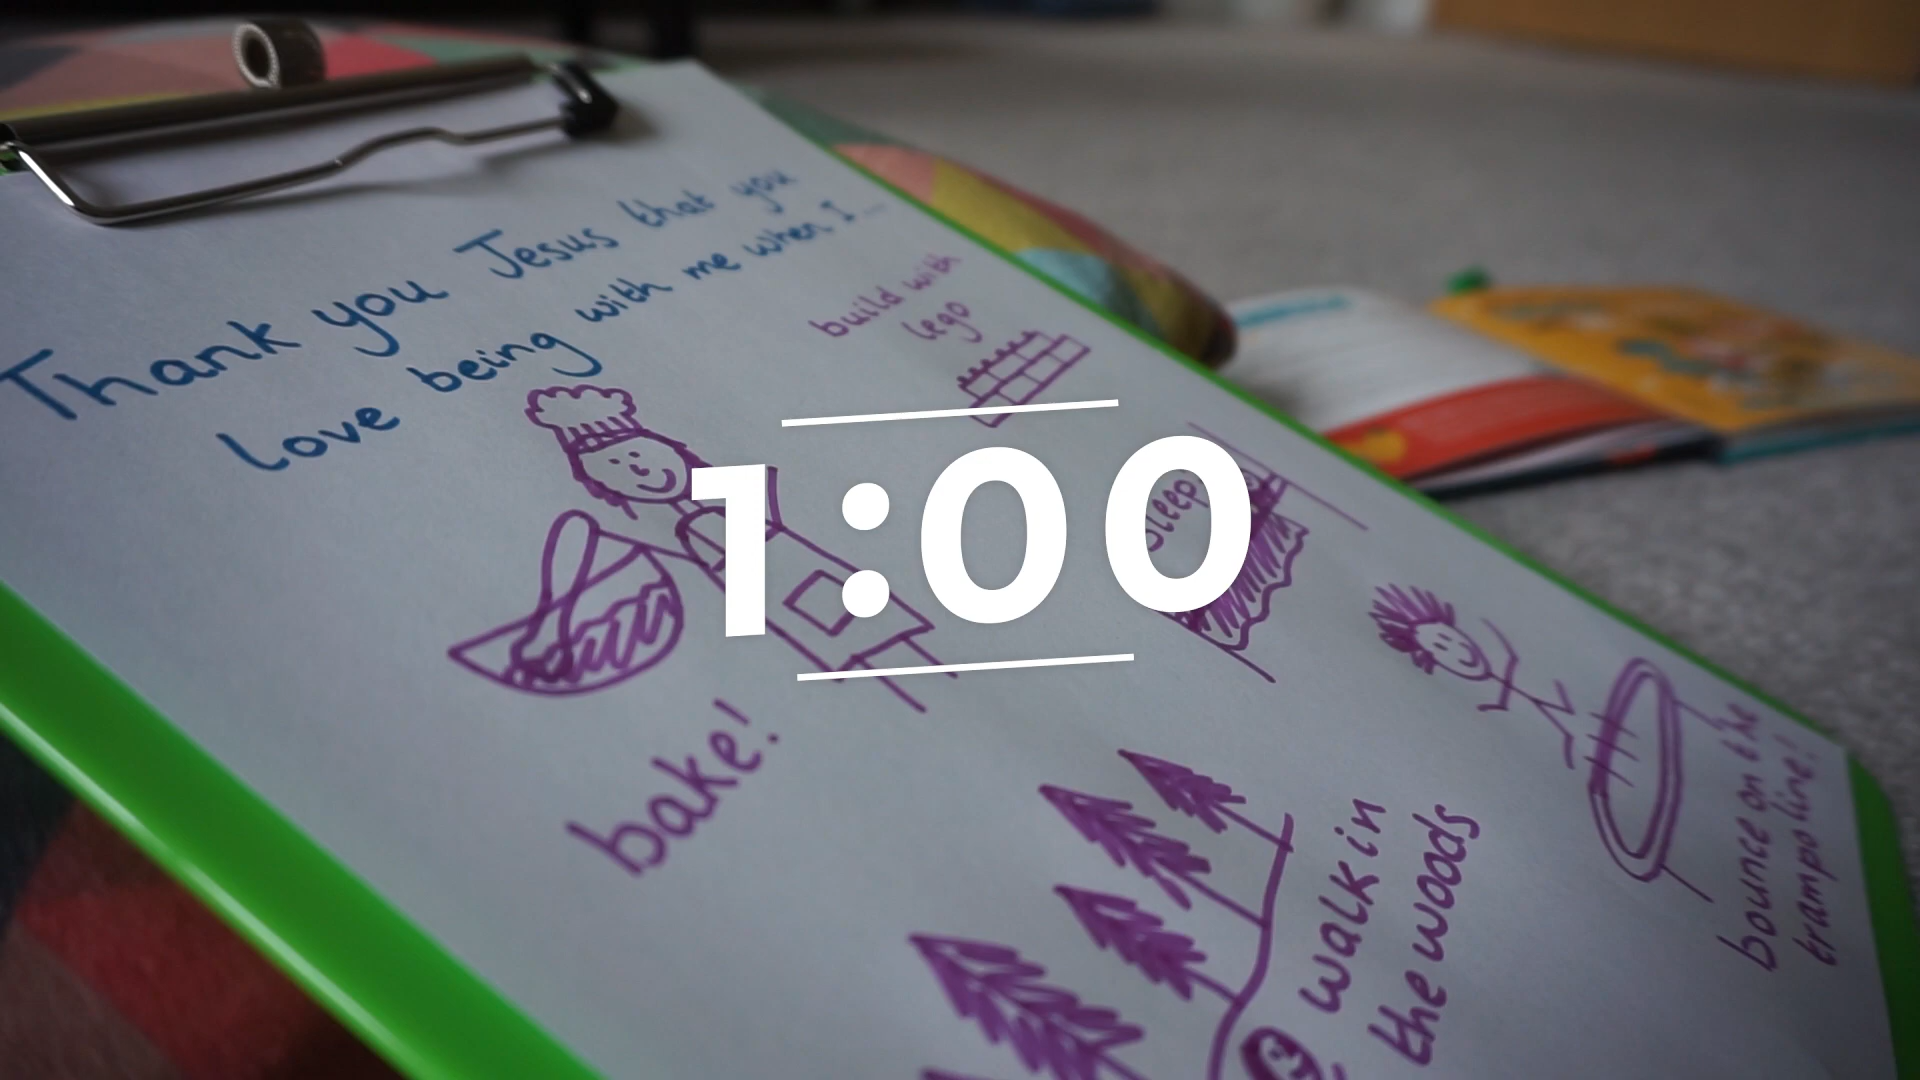 Thank you Jesus that you
love being with me when I...
build with
lego
1:00
sleep
bake!
walk in
the woods
bounce on the
trampoline!